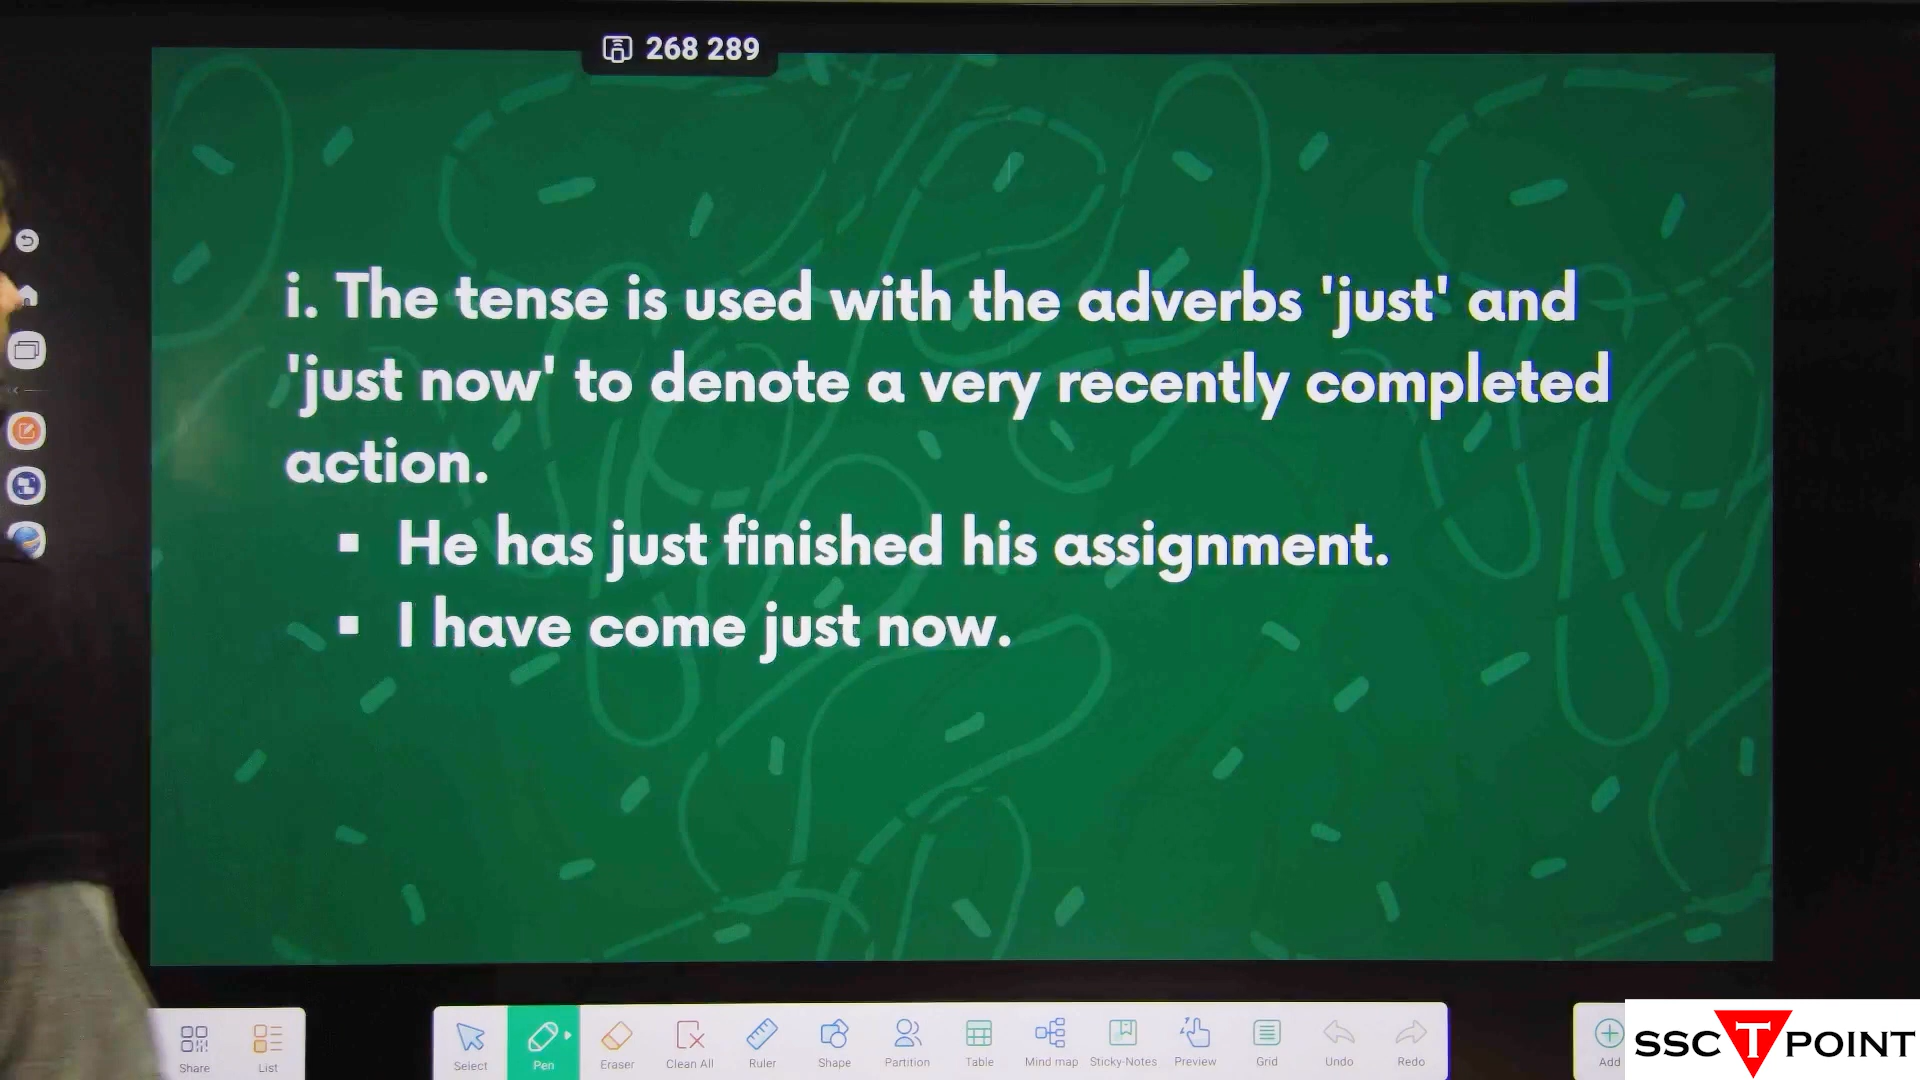 268 289
i. The tense is used with the adverbs 'just' and
'just now' to denote a very recently completed
action.
▪ He has just finished his assignment.
▪ I have come just now.
Share List Select Pen Eraser Clean All Ruler Shape Partition Table Mind map Sticky-Notes Preview Grid Undo Redo Add
SSC T POINT